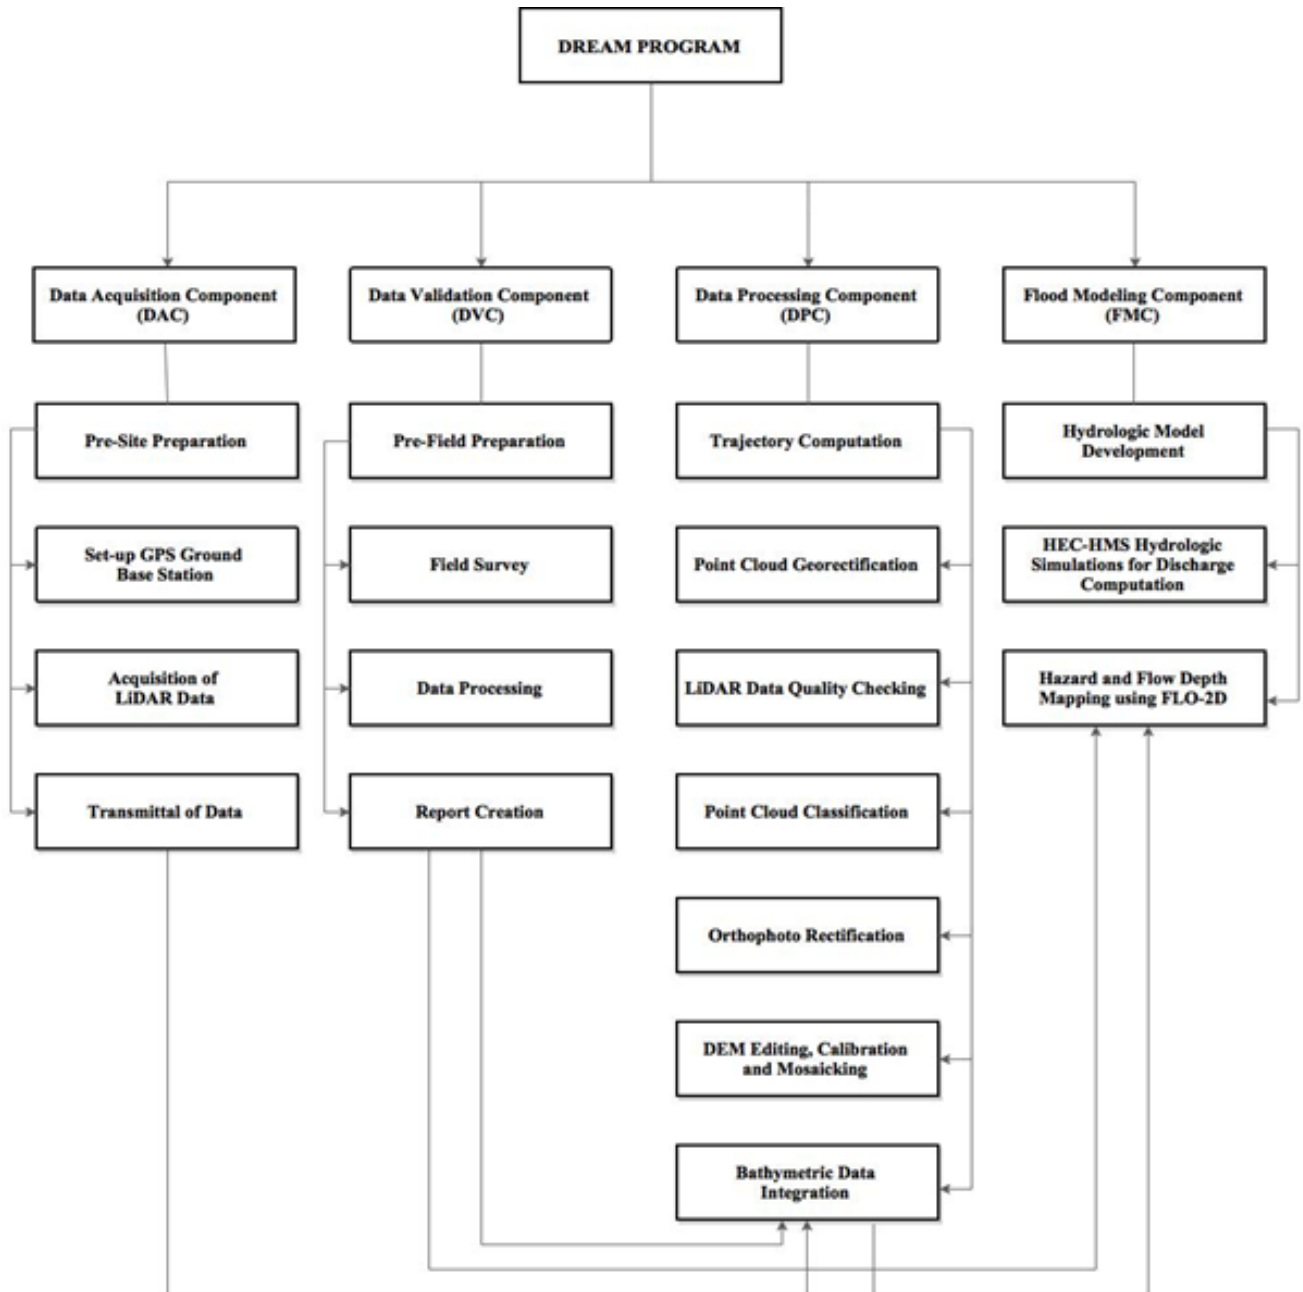 DREAM PROGRAM
Data Acquisition Component
(DAC)
Data Validation Component
(DVC)
Data Processing Component
(DPC)
Flood Modeling Component
(FMC)
Pre-Site Preparation
Pre-Field Preparation
Trajectory Computation
Hydrologic Model
Development
Set-up GPS Ground
Base Station
Field Survey
Point Cloud Georectification
HEC-HMS Hydrologic
Simulations for Discharge
Computation
Acquisition of
LiDAR Data
Data Processing
LiDAR Data Quality Checking
Hazard and Flow Depth
Mapping using FLO-2D
Transmittal of Data
Report Creation
Point Cloud Classification
Orthophoto Rectification
DEM Editing, Calibration
and Mosaicking
Bathymetric Data
Integration